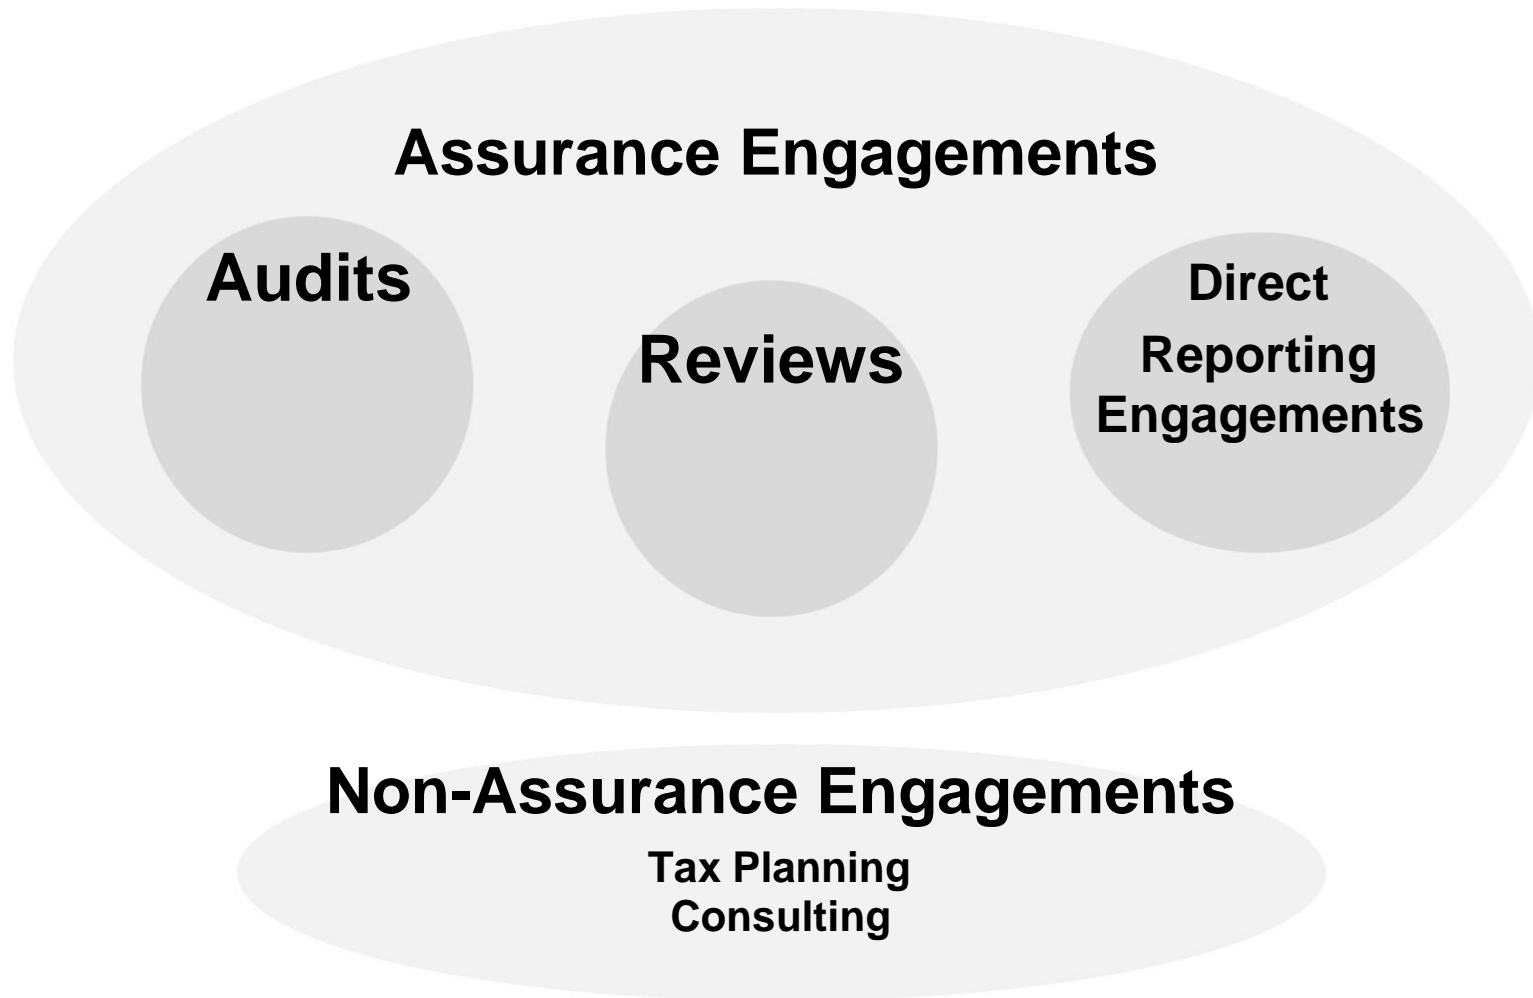 Assurance Engagements
Audits
Reviews
Direct
Reporting
Engagements
Non-Assurance Engagements
Tax Planning
Consulting